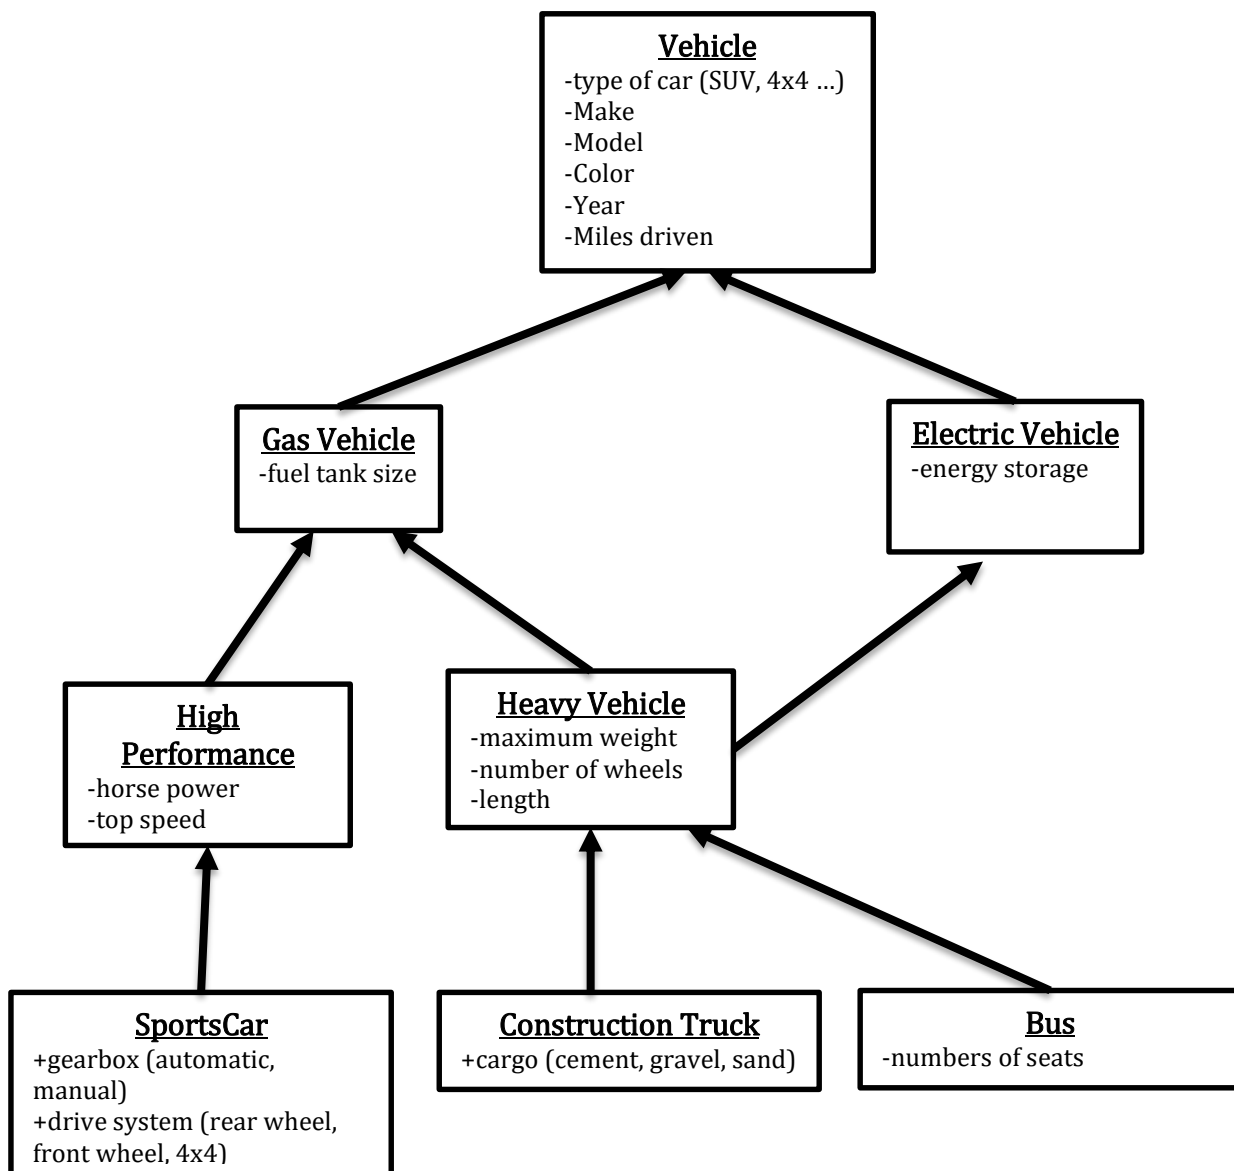 Vehicle
-type of car (SUV, 4x4 …)
-Make
-Model
-Color
-Year
-Miles driven
Gas Vehicle
-fuel tank size
Electric Vehicle
-energy storage
High
Performance
-horse power
-top speed
Heavy Vehicle
-maximum weight
-number of wheels
-length
SportsCar
+gearbox (automatic,
manual)
+drive system (rear wheel,
front wheel, 4x4)
Construction Truck
+cargo (cement, gravel, sand)
Bus
-numbers of seats